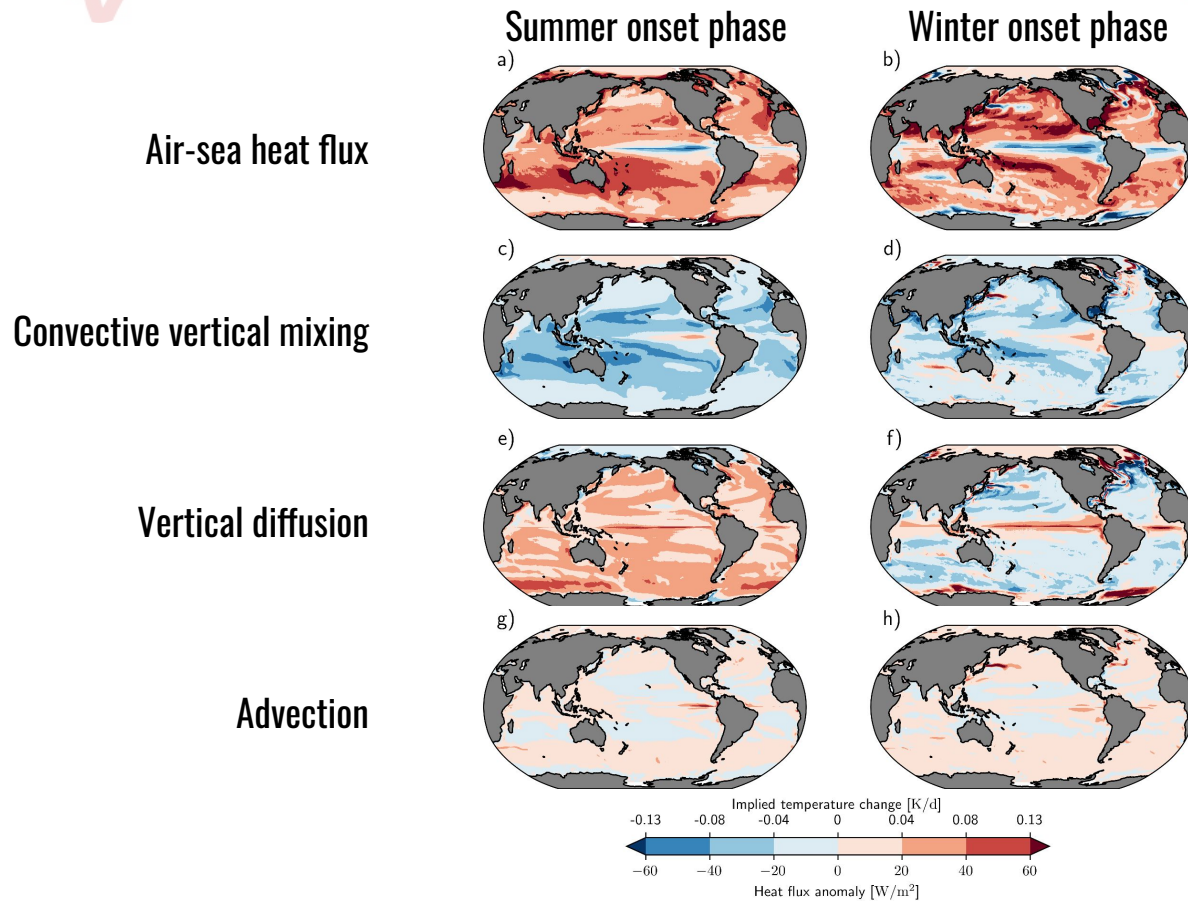 Summer onset phase
Winter onset phase
a)
b)
Air-sea heat flux
c)
d)
Convective vertical mixing
e)
f)
Vertical diffusion
g)
h)
Advection
Implied temperature change [K/d]
-0.13 -0.08 -0.04 0 0.04 0.08 0.13
−60 −40 −20 0 20 40 60
Heat flux anomaly [W/m²]